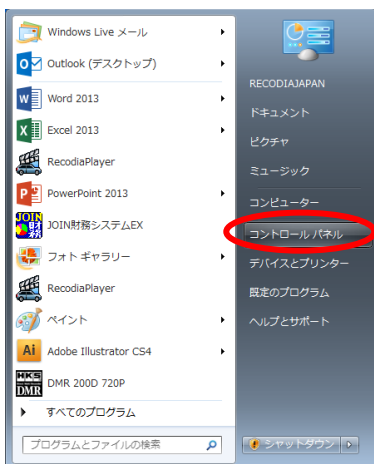 Windows Live メール
Outlook (デスクトップ)
Word 2013
Excel 2013
RecodiaPlayer
PowerPoint 2013
JOIN財務システムEX
フォト ギャラリー
RecodiaPlayer
ペイント
Adobe Illustrator CS4
DMR 200D 720P
すべてのプログラム
プログラムとファイルの検索
RECODIAJAPAN
ドキュメント
ピクチャ
ミュージック
コンピューター
コントロール パネル
デバイスとプリンター
既定のプログラム
ヘルプとサポート
シャットダウン
O
W
X
P
JOIN
財務
Ai
HKS
DMR